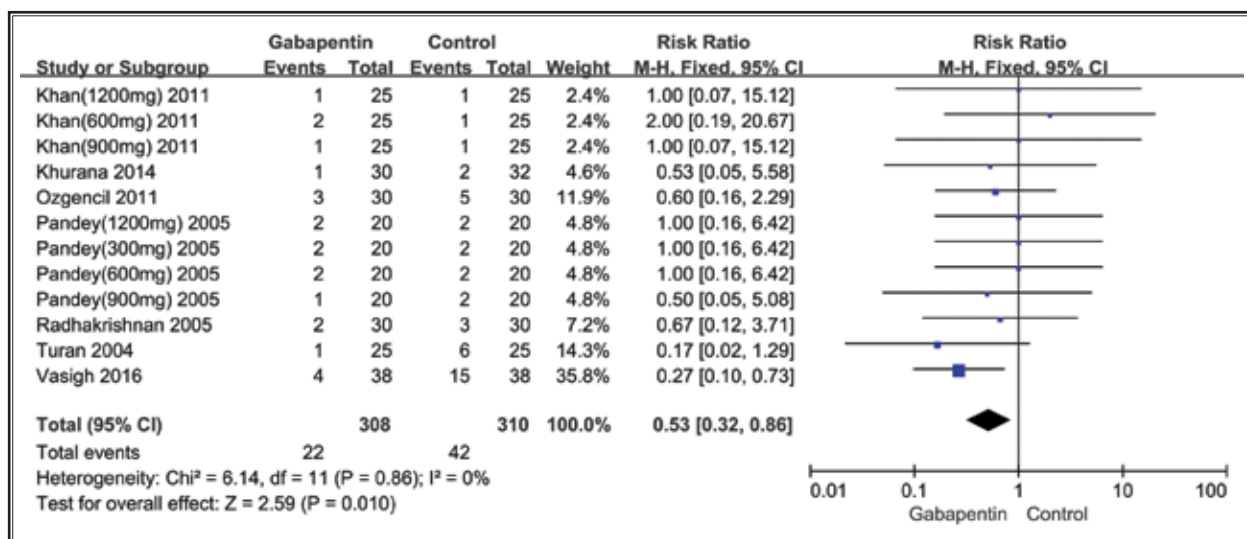 Gabapentin Control Risk Ratio Risk Ratio
Study or Subgroup Events Total Events Total Weight M-H, Fixed, 95% CI M-H, Fixed, 95% CI
Khan(1200mg) 2011 1 25 1 25 2.4% 1.00 [0.07, 15.12]
Khan(600mg) 2011 2 25 1 25 2.4% 2.00 [0.19, 20.67]
Khan(900mg) 2011 1 25 1 25 2.4% 1.00 [0.07, 15.12]
Khurana 2014 1 30 2 32 4.6% 0.53 [0.05, 5.58]
Ozgencil 2011 3 30 5 30 11.9% 0.60 [0.16, 2.29]
Pandey(1200mg) 2005 2 20 2 20 4.8% 1.00 [0.16, 6.42]
Pandey(300mg) 2005 2 20 2 20 4.8% 1.00 [0.16, 6.42]
Pandey(600mg) 2005 2 20 2 20 4.8% 1.00 [0.16, 6.42]
Pandey(900mg) 2005 1 20 2 20 4.8% 0.50 [0.05, 5.08]
Radhakrishnan 2005 2 30 3 30 7.2% 0.67 [0.12, 3.71]
Turan 2004 1 25 6 25 14.3% 0.17 [0.02, 1.29]
Vasigh 2016 4 38 15 38 35.8% 0.27 [0.10, 0.73]
Total (95% CI) 308 310 100.0% 0.53 [0.32, 0.86]
Total events 22 42
Heterogeneity: Chi² = 6.14, df = 11 (P = 0.86); I² = 0%
Test for overall effect: Z = 2.59 (P = 0.010)
0.01 0.1 1 10 100
Gabapentin Control